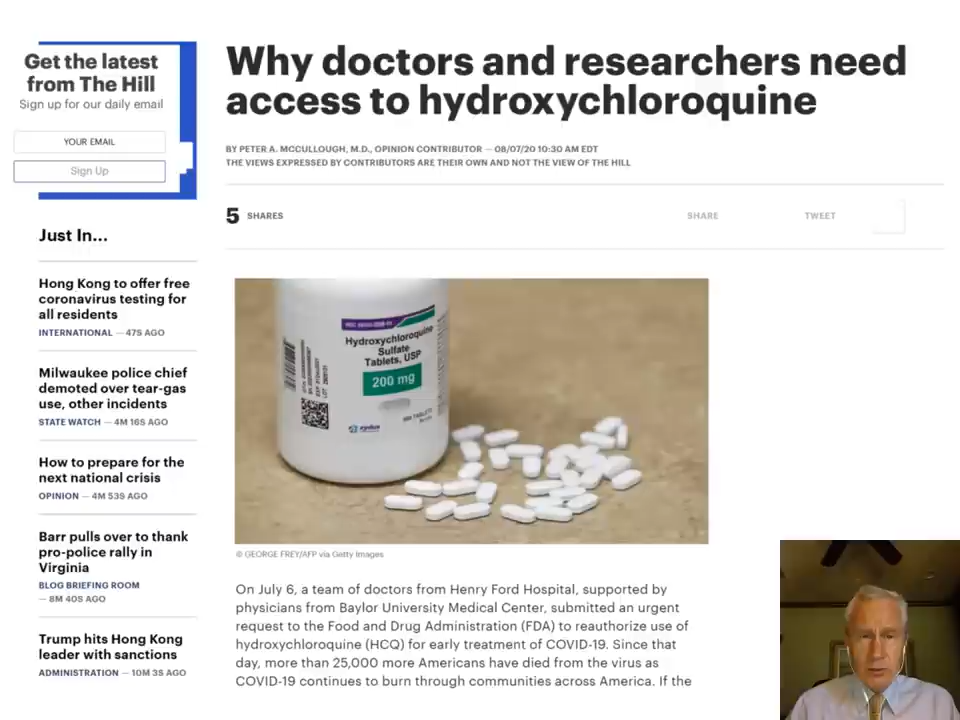 Get the latest
from The Hill
Sign up for our daily email
YOUR EMAIL
Sign Up
Just In...
Hong Kong to offer free
coronavirus testing for
all residents
INTERNATIONAL — 47S AGO
Milwaukee police chief
demoted over tear-gas
use, other incidents
STATE WATCH — 4M 16S AGO
How to prepare for the
next national crisis
OPINION — 4M 53S AGO
Barr pulls over to thank
pro-police rally in
Virginia
BLOG BRIEFING ROOM
— 8M 40S AGO
Trump hits Hong Kong
leader with sanctions
ADMINISTRATION — 10M 3S AGO
Why doctors and researchers need
access to hydroxychloroquine
BY PETER A. MCCULLOUGH, M.D., OPINION CONTRIBUTOR — 08/07/20 10:30 AM EDT
THE VIEWS EXPRESSED BY CONTRIBUTORS ARE THEIR OWN AND NOT THE VIEW OF THE HILL
5 SHARES
SHARE
TWEET
Hydroxychloroquine
Sulfate
Tablets, USP
200 mg
© GEORGE FREY/AFP via Getty Images
On July 6, a team of doctors from Henry Ford Hospital, supported by
physicians from Baylor University Medical Center, submitted an urgent
request to the Food and Drug Administration (FDA) to reauthorize use of
hydroxychloroquine (HCQ) for early treatment of COVID-19. Since that
day, more than 25,000 more Americans have died from the virus as
COVID-19 continues to burn through communities across America. If the